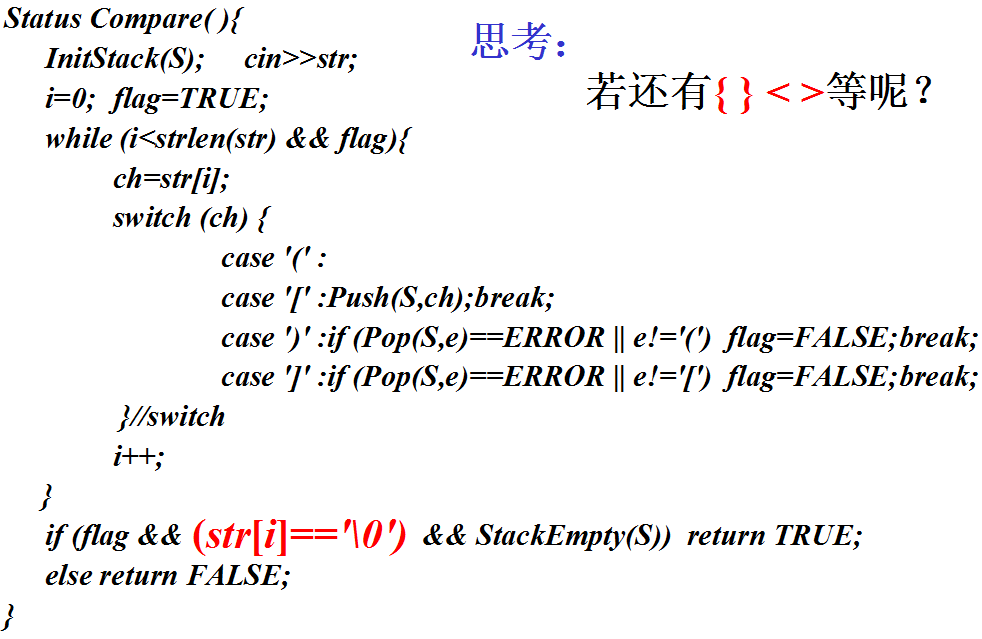 Status Compare( ){
InitStack(S); cin>>str;
思考：
i=0; flag=TRUE;
若还有{ } < >等呢？
while (i<strlen(str) && flag){
ch=str[i];
switch (ch) {
case '(' :
case '[' :Push(S,ch);break;
case ')' :if (Pop(S,e)==ERROR || e!='(') flag=FALSE;break;
case ']' :if (Pop(S,e)==ERROR || e!='[') flag=FALSE;break;
}//switch
i++;
}
if (flag && (str[i]=='\0') && StackEmpty(S)) return TRUE;
else return FALSE;
}